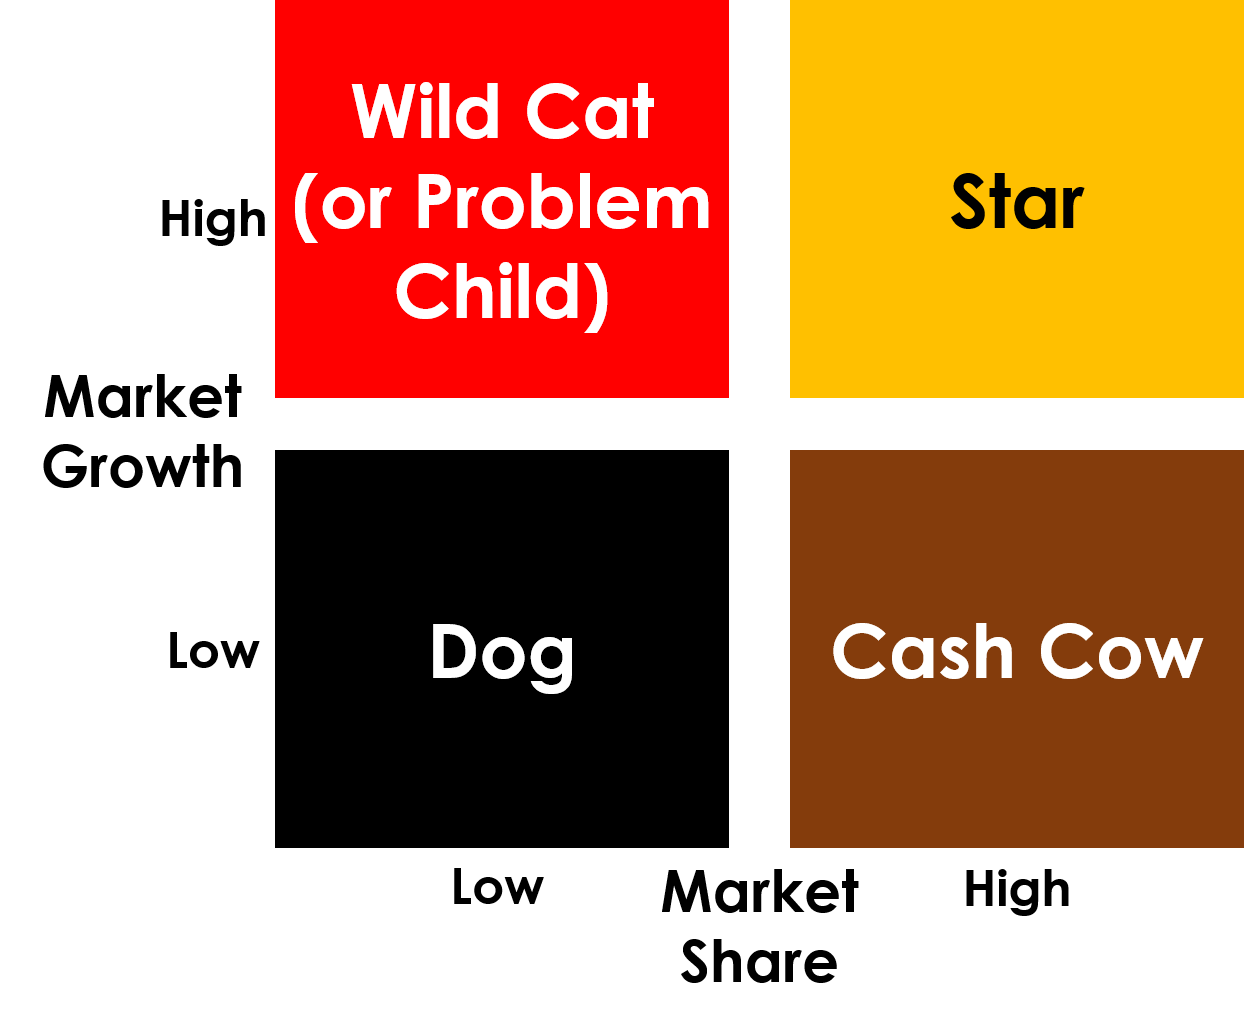 Wild Cat
(or Problem
Child)
Star
High
Market
Growth
Dog
Cash Cow
Low
Low
Market
Share
High